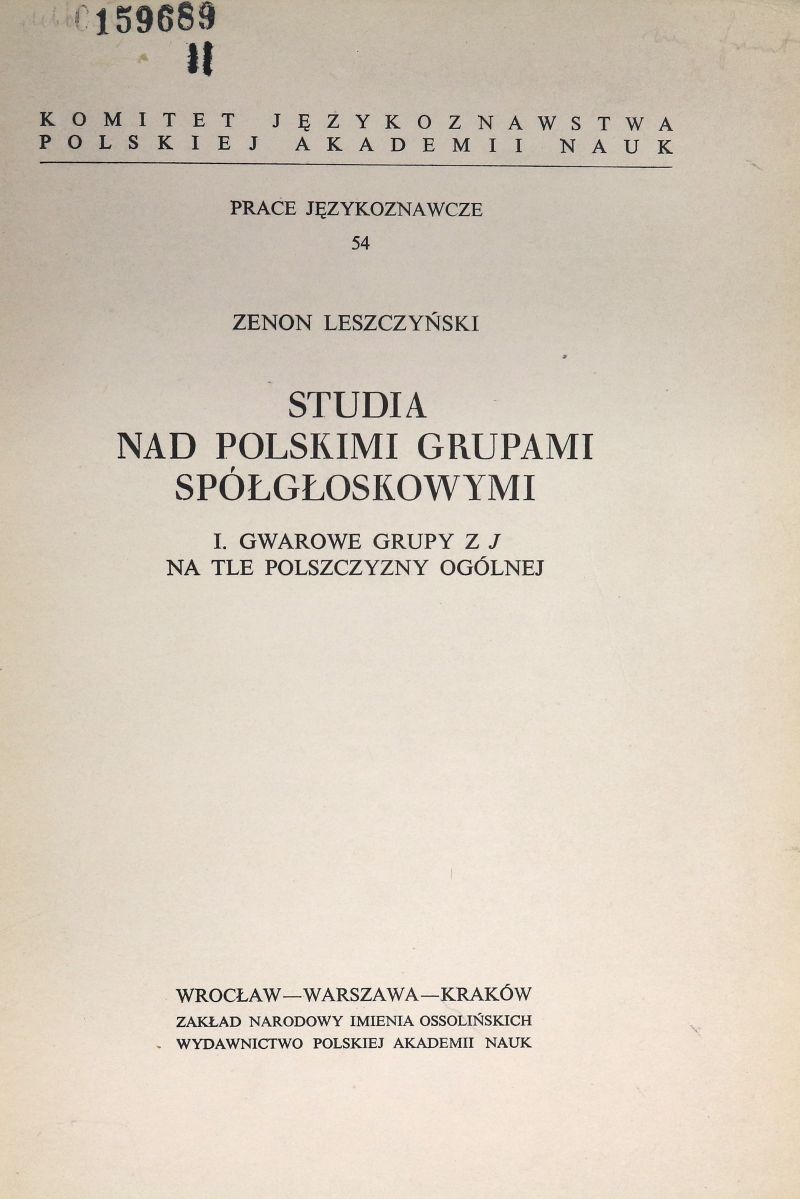 C159689
II
KOMITET JĘZYKOZNAWSTWA
POLSKIEJ AKADEMII NAUK
PRACE JĘZYKOZNAWCZE
54
ZENON LESZCZYŃSKI
STUDIA
NAD POLSKIMI GRUPAMI
SPÓŁGŁOSKOWYMI
I. GWAROWE GRUPY Z J
NA TLE POLSZCZYZNY OGÓLNEJ
WROCŁAW—WARSZAWA—KRAKÓW
ZAKŁAD NARODOWY IMIENIA OSSOLIŃSKICH
WYDAWNICTWO POLSKIEJ AKADEMII NAUK